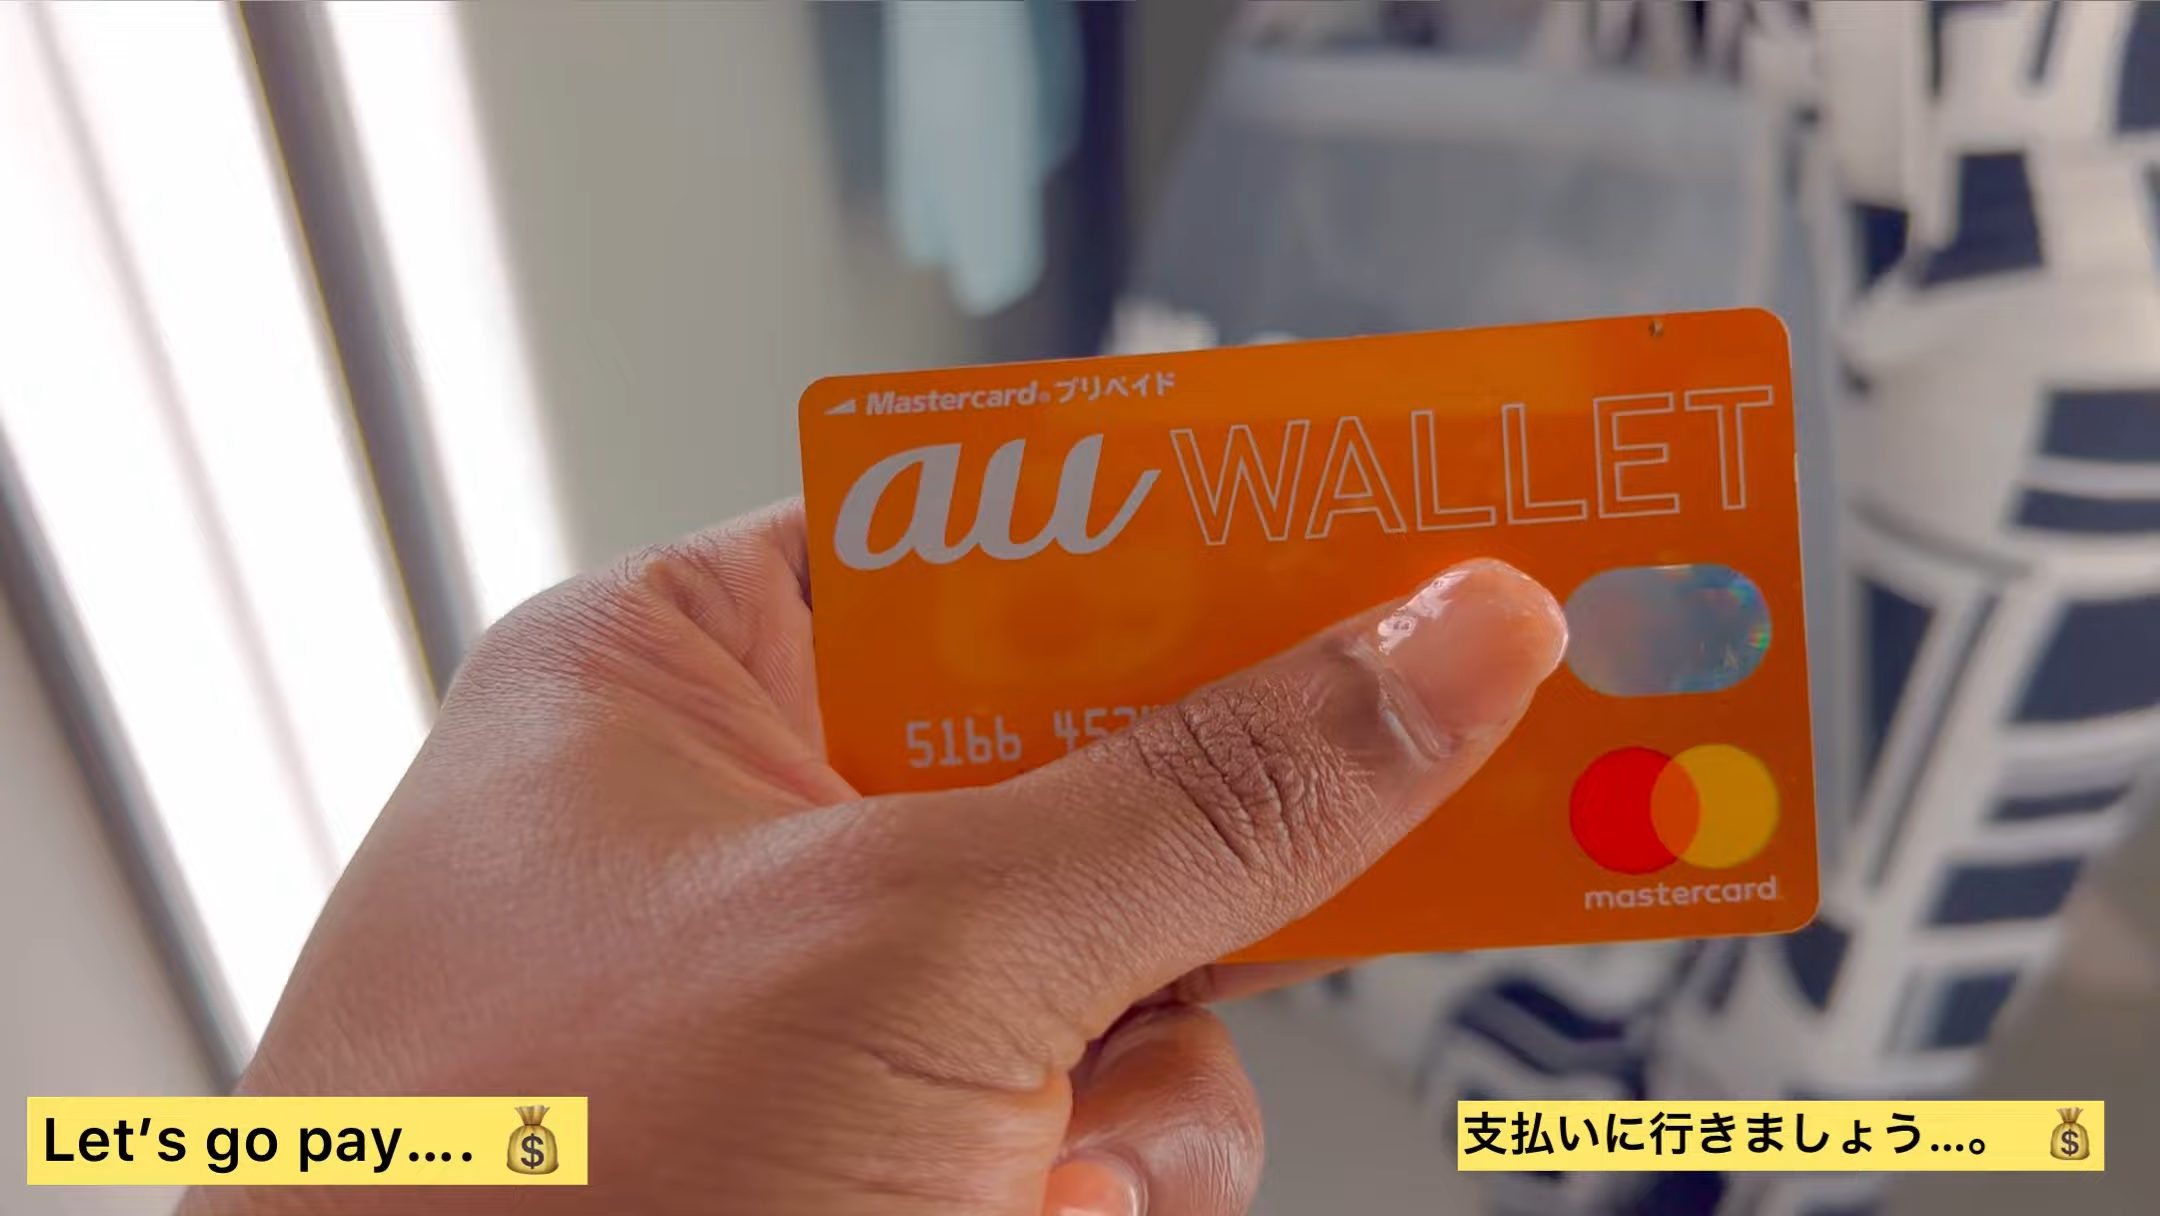 Mastercard® プリペイド
au WALLET
5166 45
mastercard
Let's go pay.... 💰
支払いに行きましょう...。 💰